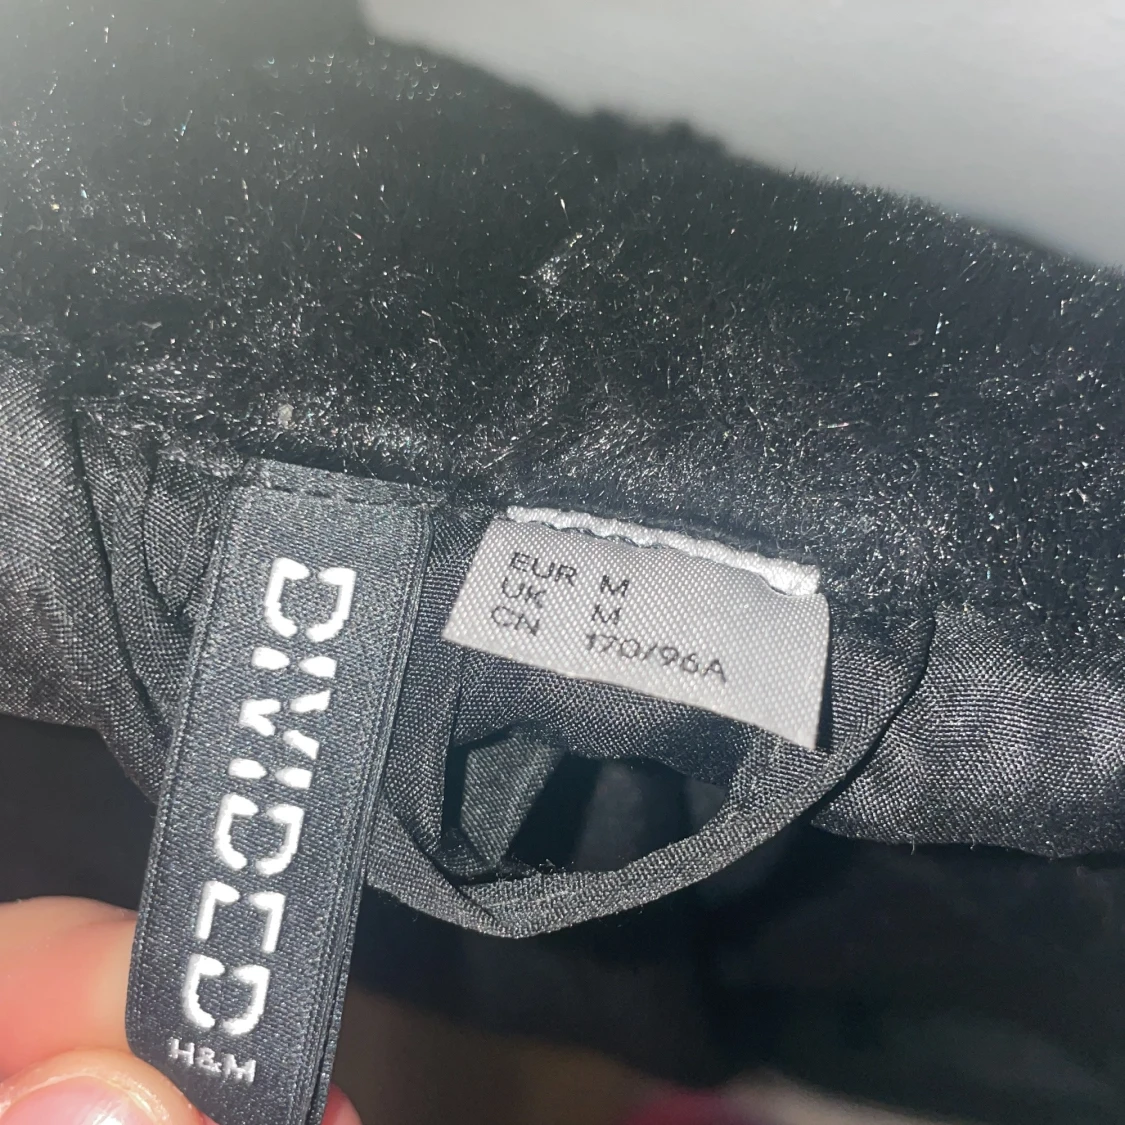 DIVIDED
H&M
EUR M
UK M
CN 170/96A